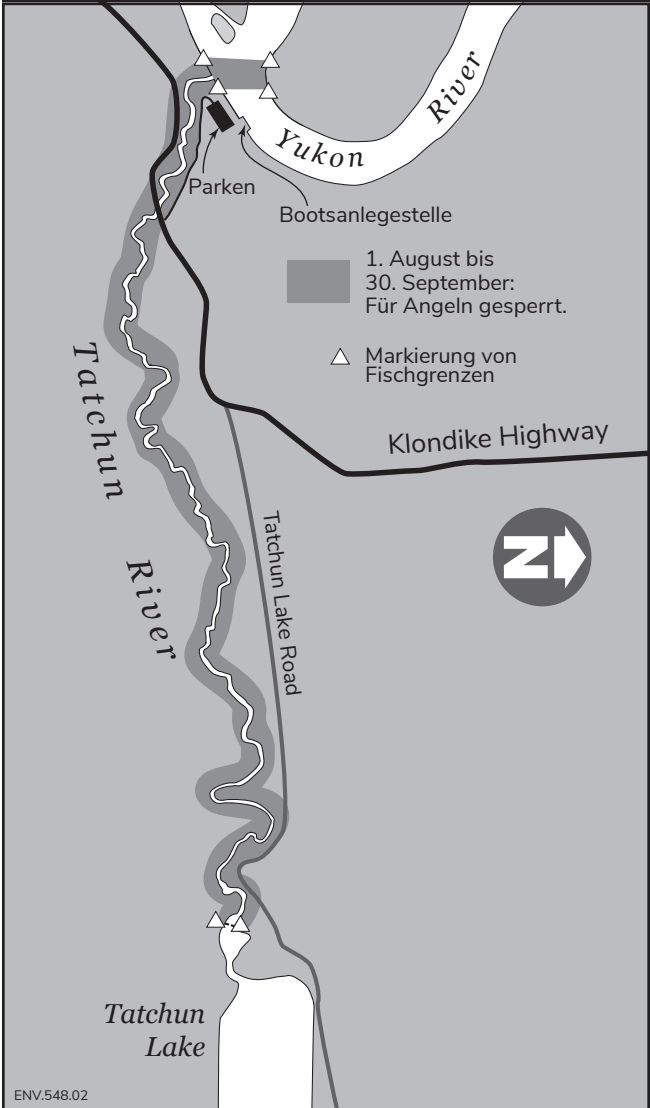 Yukon River
Parken
Bootsanlegestelle
1. August bis
30. September:
Für Angeln gesperrt.
Markierung von
Fischgrenzen
Tatchun River
Klondike Highway
N
Tatchun Lake Road
Tatchun
Lake
ENV.548.02